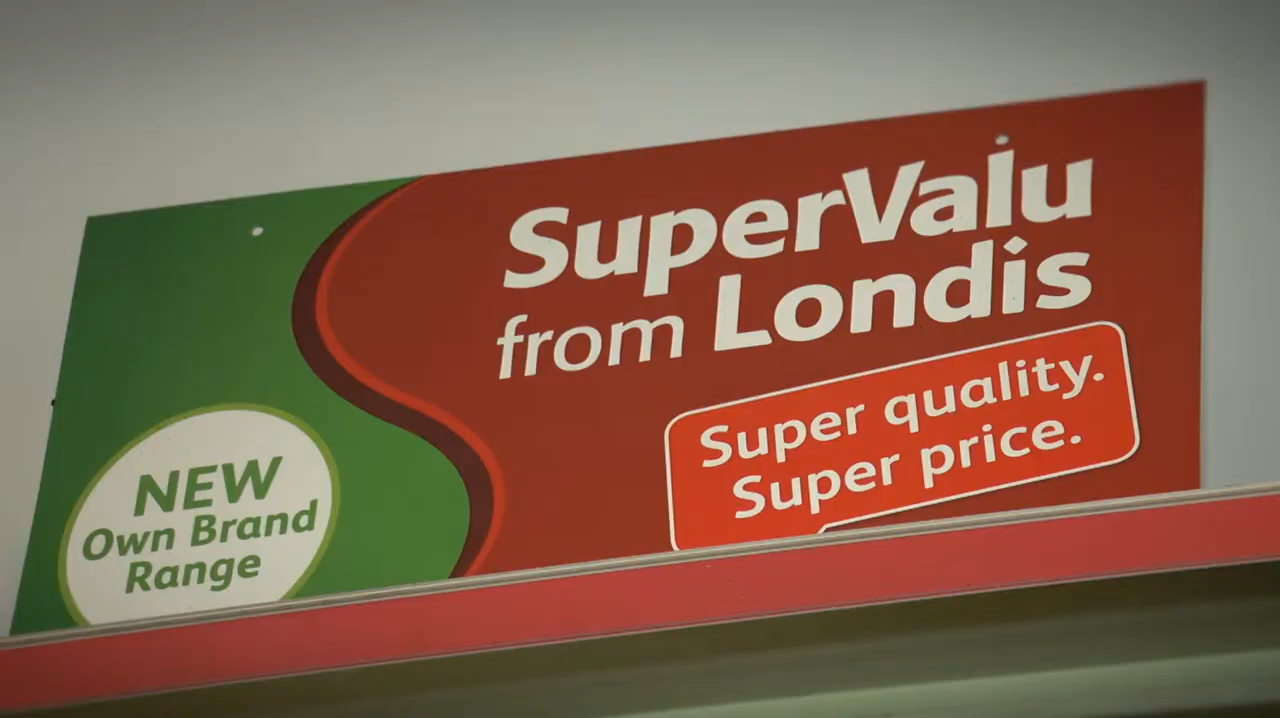 SuperValu
from Londis
Super quality.
Super price.
NEW
Own Brand
Range